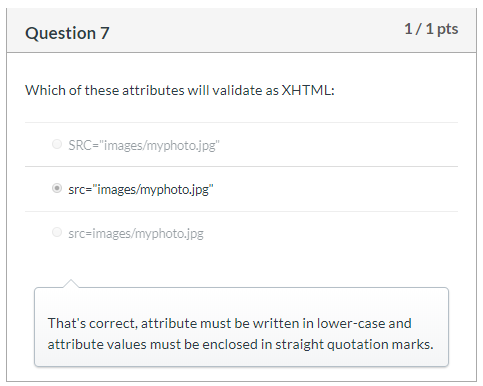 Question 7
1 / 1 pts
Which of these attributes will validate as XHTML:
SRC="images/myphoto.jpg"
src="images/myphoto.jpg"
src=images/myphoto.jpg
That's correct, attribute must be written in lower-case and
attribute values must be enclosed in straight quotation marks.